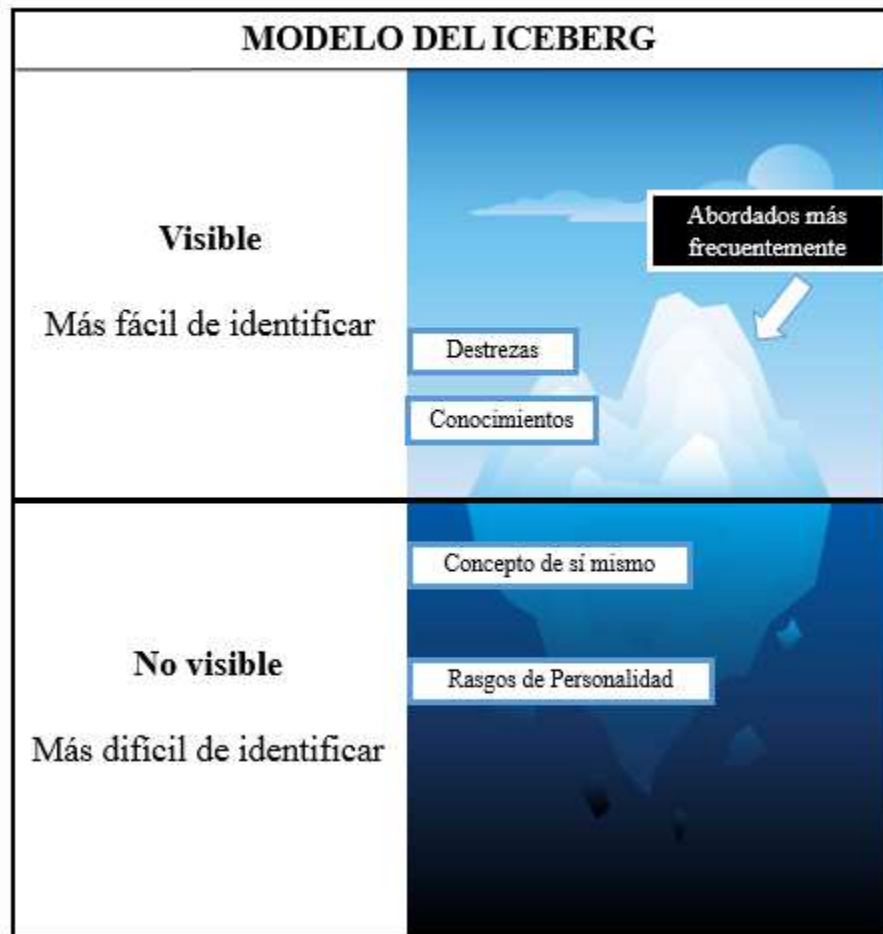 MODELO DEL ICEBERG
Visible
Más fácil de identificar
Abordados más
frecuentemente
Destrezas
Conocimientos
No visible
Más difícil de identificar
Concepto de sí mismo
Rasgos de Personalidad